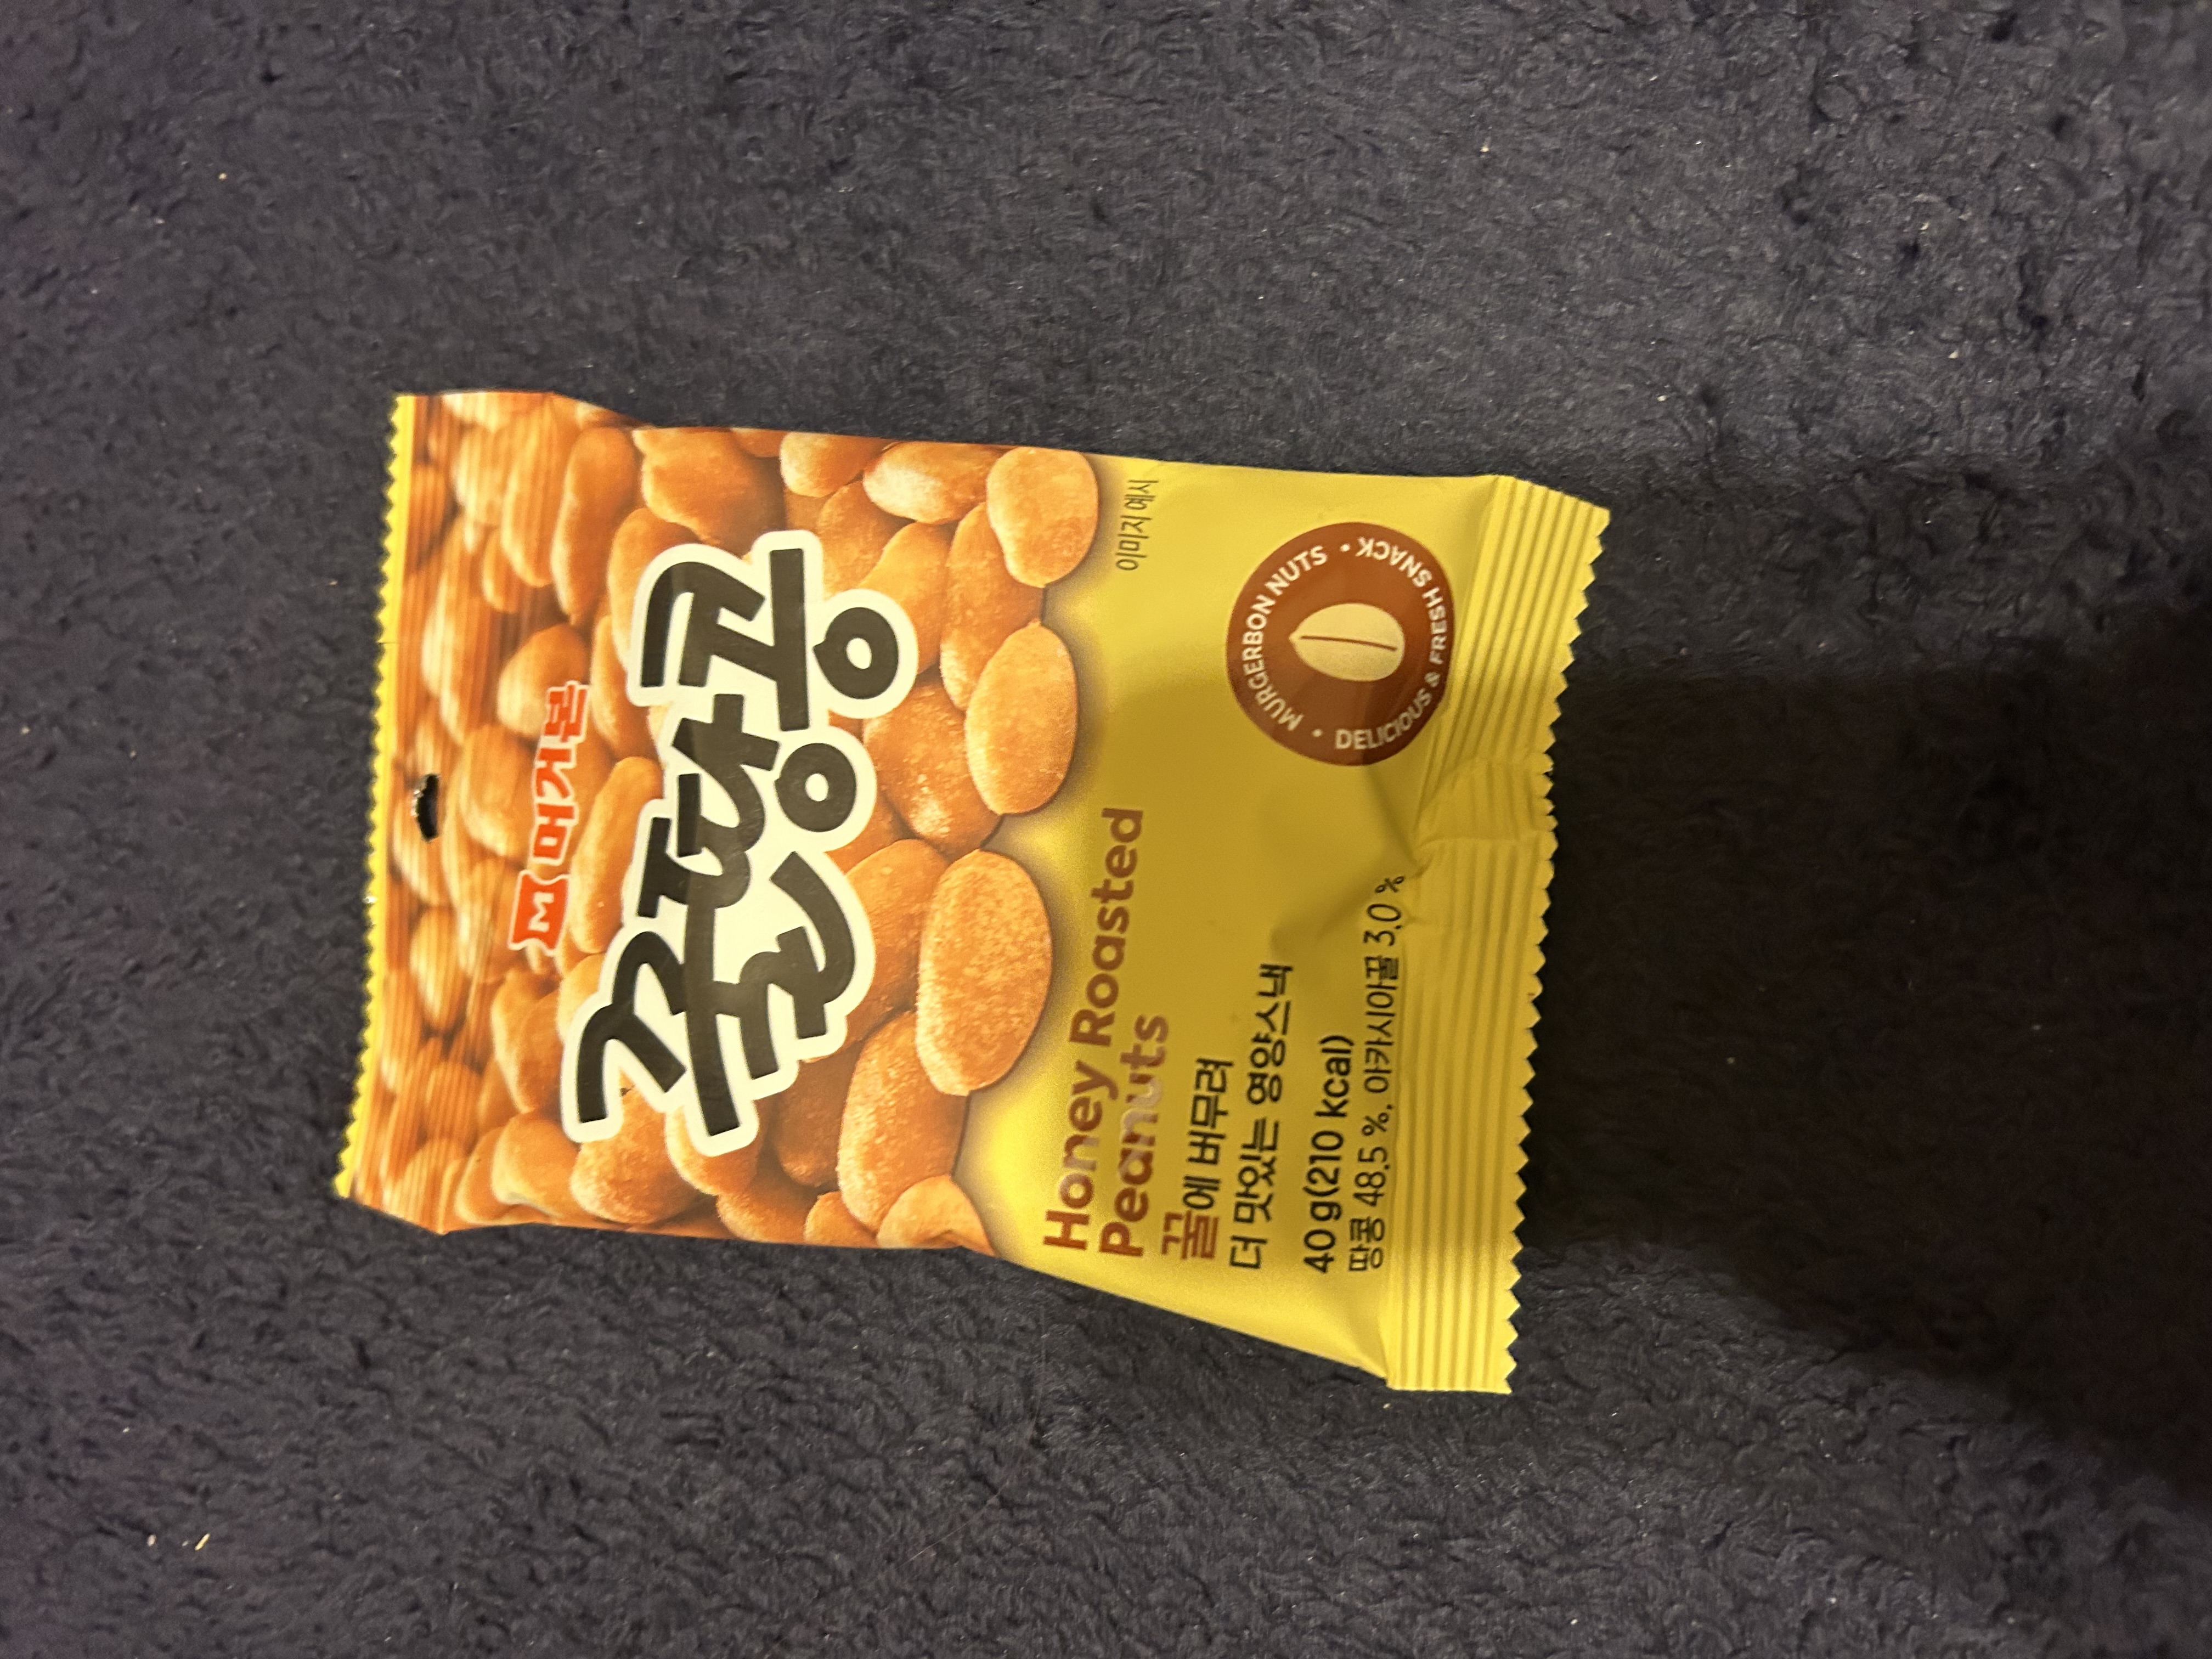 M 머거본
꿀땅콩
이미지 예시
Honey Roasted
Peanuts
꿀에 버무려
더 맛있는 영양스낵
40 g(210 kcal)
땅콩 48.5 %, 아카시아꿀 3.0 %
MURGERBON NUTS •
DELICIOUS & FRESH SNACK •